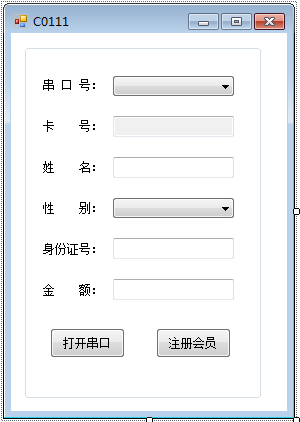 C0111
串 口 号：
卡 号：
姓 名：
性 别：
身份证号：
金 额：
打开串口 注册会员